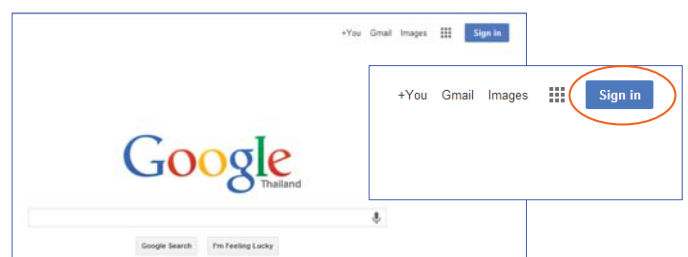 +You Gmail Images Sign in
+You Gmail Images Sign in
Google
Thailand
Google Search I'm Feeling Lucky